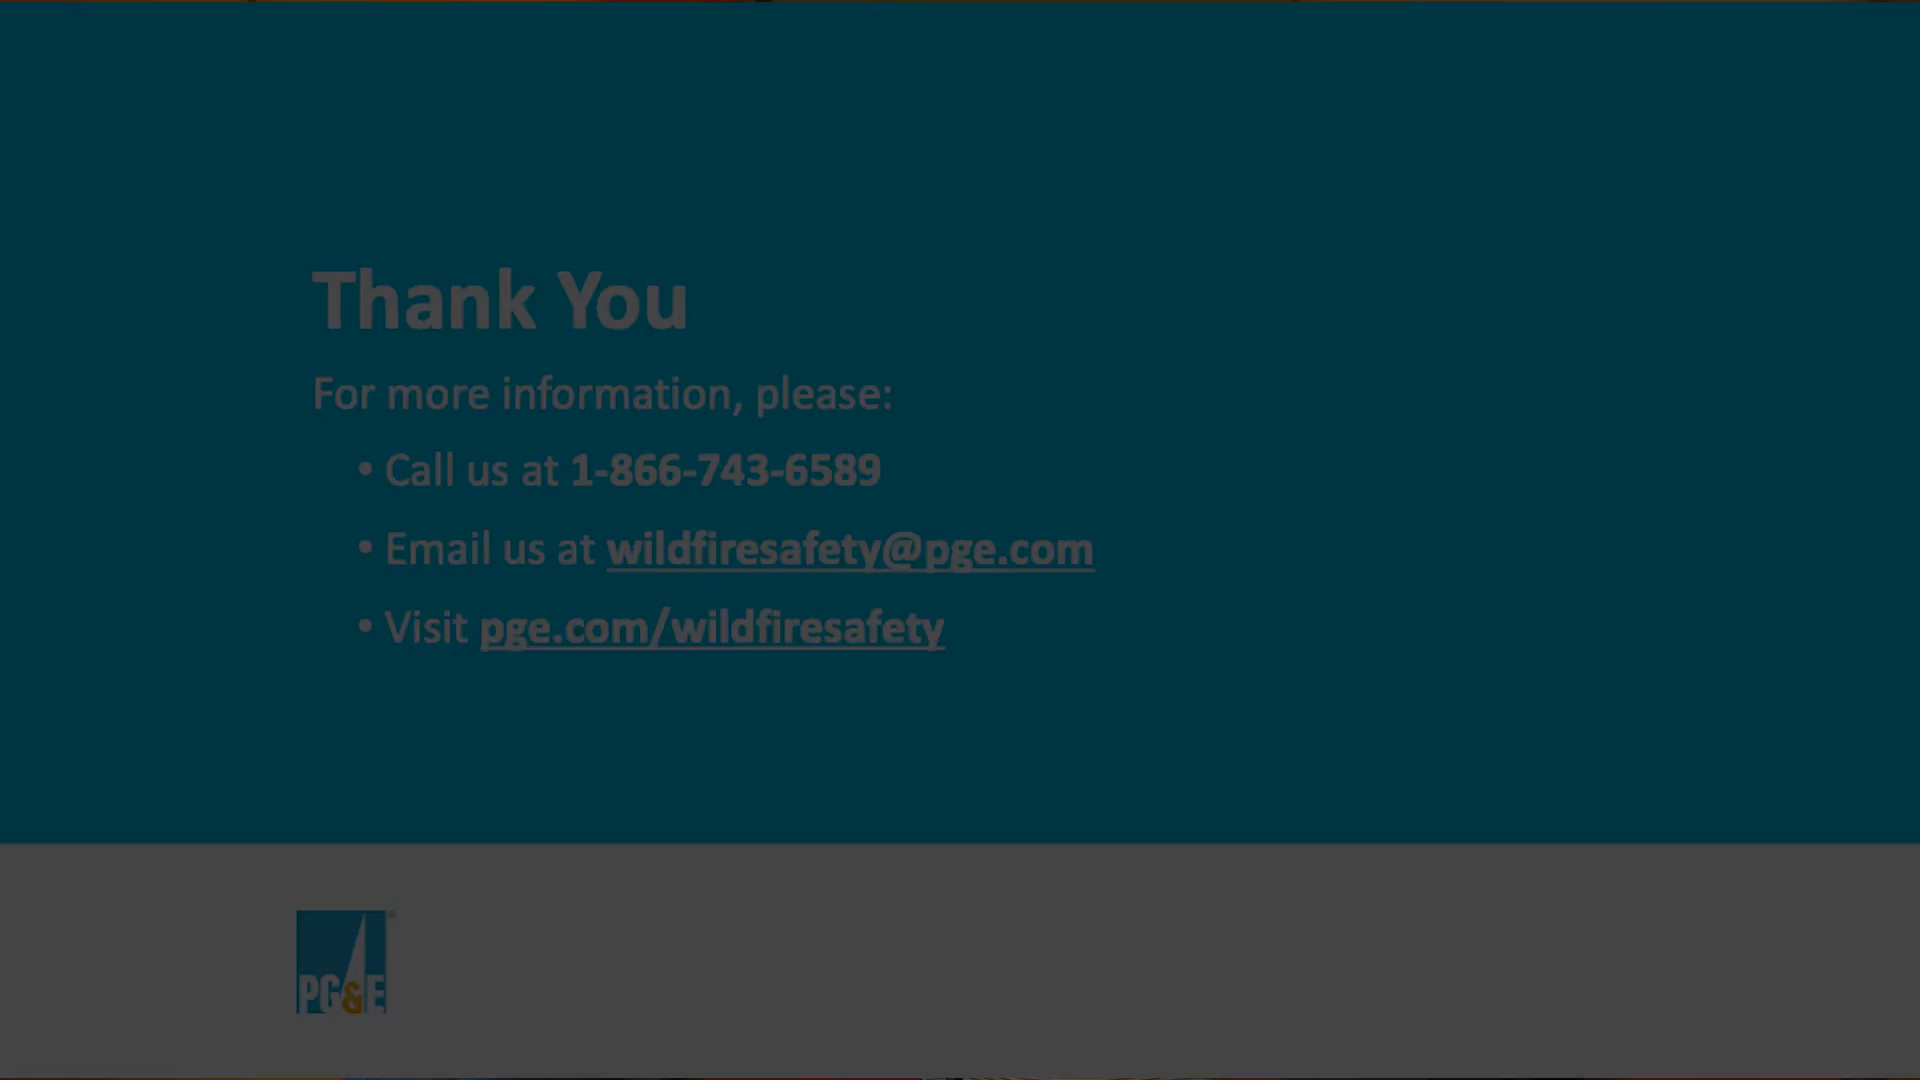 Thank You
For more information, please:
• Call us at 1-866-743-6589
• Email us at wildfiresafety@pge.com
• Visit pge.com/wildfiresafety
PG&E